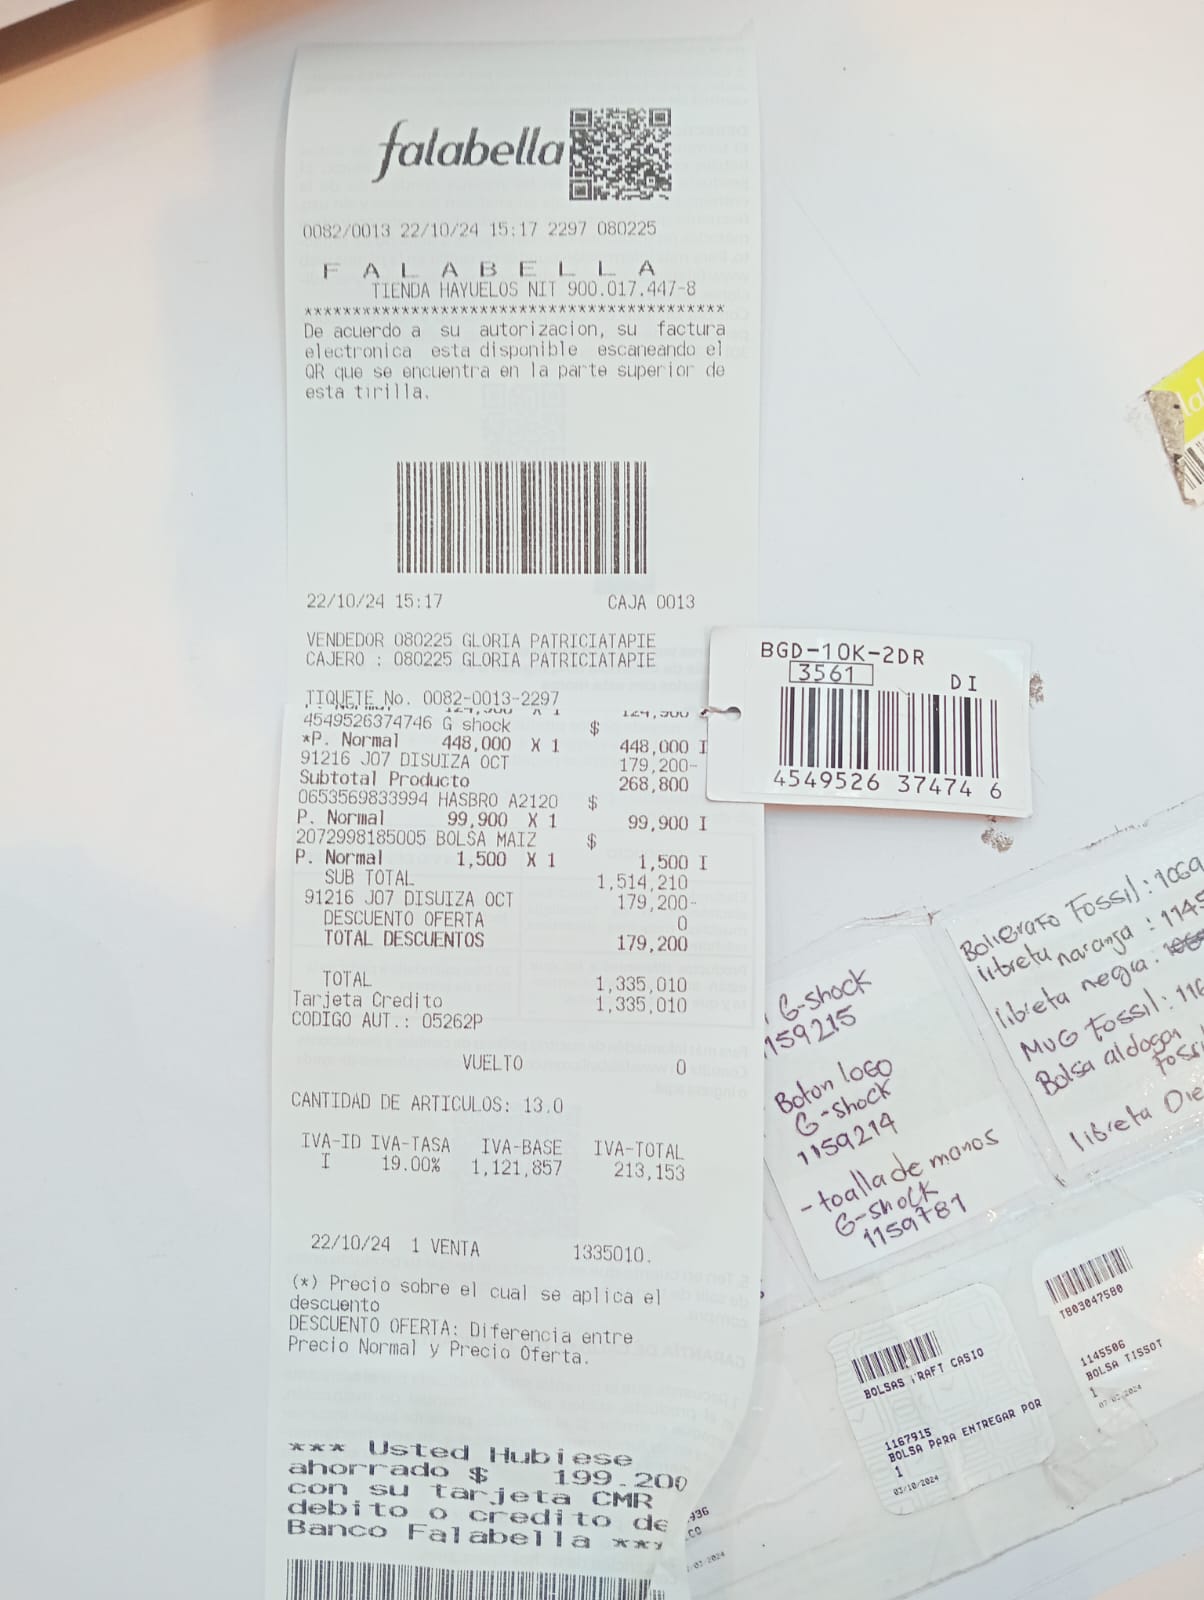 falabella
0082/0013 22/10/24 15:17 2297 080225
F A L A B E L L A
TIENDA HAYUELOS NIT 900.017.447-8
********************************************
De acuerdo a su autorizacion, su factura
electronica esta disponible escaneando el
QR que se encuentra en la parte superior de
esta tirilla.
22/10/24 15:17 CAJA 0013
VENDEDOR 080225 GLORIA PATRICIATAPIE
CAJERO : 080225 GLORIA PATRICIATAPIE
TIQUETE No. 0082-0013-2297
4549526374746 G shock $
*P. Normal 448,000 X 1 448,000 I
91216 J07 DISUIZA OCT 179,200-
Subtotal Producto 268,800
0653569833994 HASBRO A2120 $
P. Normal 99,900 X 1 99,900 I
2072998185005 BOLSA MAIZ $
P. Normal 1,500 X 1 1,500 I
SUB TOTAL 1,514,210
91216 J07 DISUIZA OCT 179,200-
DESCUENTO OFERTA 0
TOTAL DESCUENTOS 179,200
TOTAL 1,335,010
Tarjeta Credito 1,335,010
CODIGO AUT.: 05262P
VUELTO 0
CANTIDAD DE ARTICULOS: 13.0
IVA-ID IVA-TASA IVA-BASE IVA-TOTAL
I 19.00% 1,121,857 213,153
22/10/24 1 VENTA 1335010.
(*) Precio sobre el cual se aplica el
descuento
DESCUENTO OFERTA: Diferencia entre
Precio Normal y Precio Oferta.
*** Usted Hubiese
ahorrado $ 199.200
con su tarjeta CMR
debito o credito de
Banco Falabella ***
BGD-10K-2DR
3561 DI
4549526 37474 6
G-shock
1159215
Boton logo
G-shock
1159214
-toalla de manos
G-shock
1159781
Boligrafo Fossil: 1069
libreta naranja: 1145
libreta negra:
MUG Fossil: 116
Bolsa aldogon
libreta Die
BOLSAS KRAFT CASIO
1167915
BOLSA PARA ENTREGAR POR
1
03/10/2024
TB03047580
1145506
BOLSA TISSOT
1